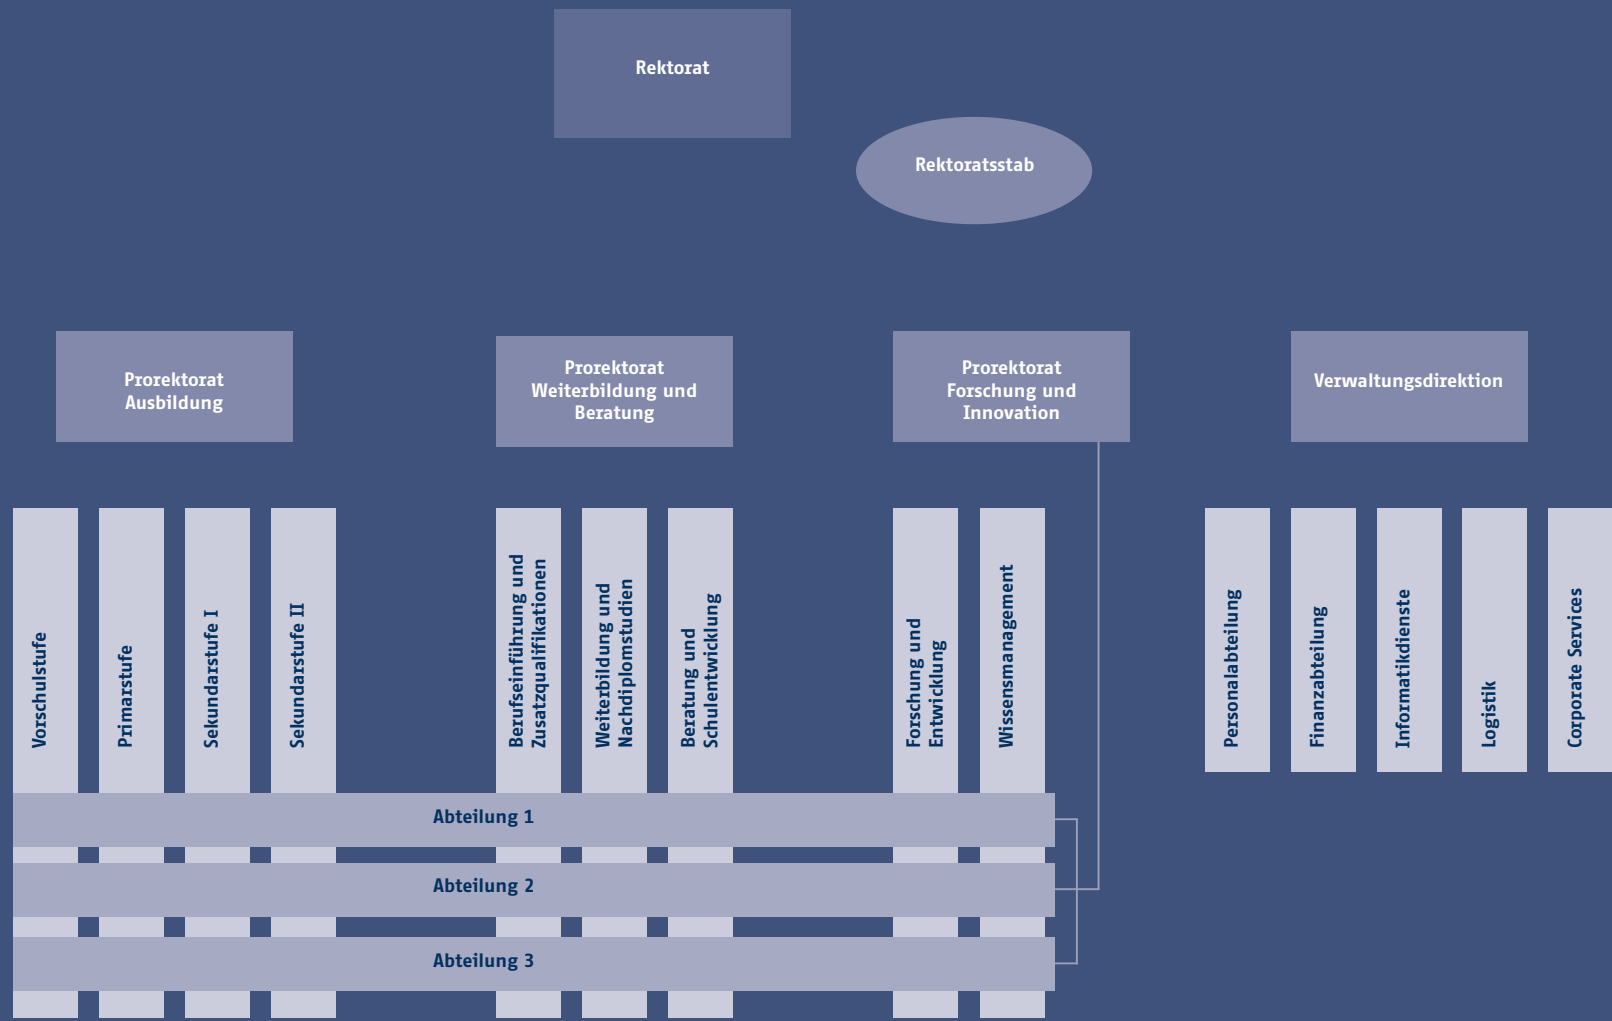 Rektorat
Rektoratsstab
Prorektorat
Ausbildung
Prorektorat
Weiterbildung und
Beratung
Prorektorat
Forschung und
Innovation
Verwaltungsdirektion
Vorschulstufe
Primarstufe
Sekundarstufe I
Sekundarstufe II
Berufseinführung und
Zusatzqualifikationen
Weiterbildung und
Nachdiplomstudien
Beratung und
Schulentwicklung
Forschung und
Entwicklung
Wissensmanagement
Personalabteilung
Finanzabteilung
Informatikdienste
Logistik
Corporate Services
Abteilung 1
Abteilung 2
Abteilung 3